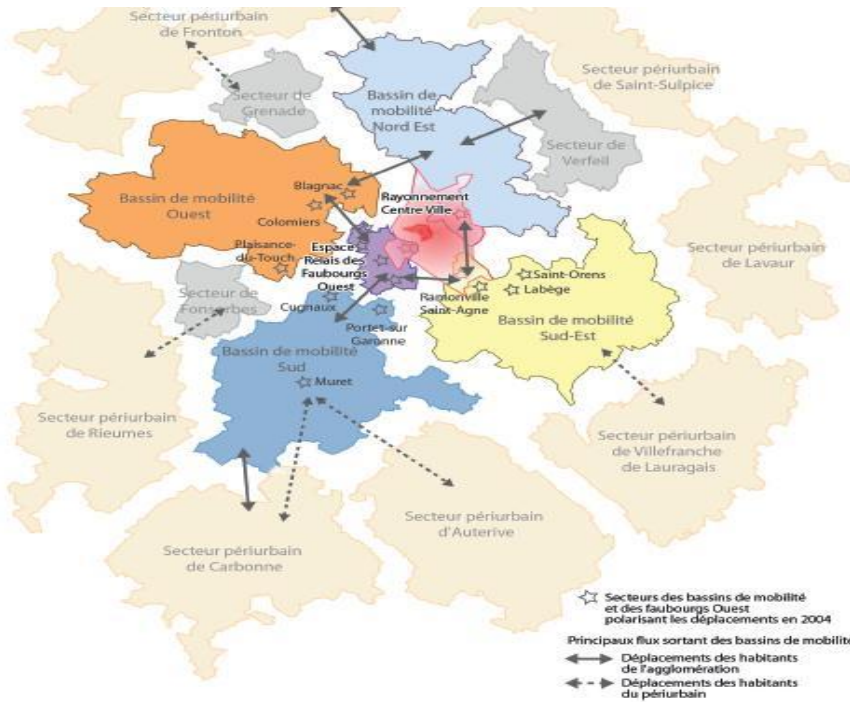 Secteur périurbain
de Fronton
Secteur de
Grenade
Bassin de
mobilité
Nord Est
Secteur périurbain
de Saint-Sulpice
Secteur de
Verfeil
Bassin de mobilité
Ouest
Blagnac
Colomiers
Rayonnement
Centre Ville
Plaisance-
du-Touch
Espace
Relais des
Faubourgs
Ouest
Secteur périurbain
de Lavaur
Secteur de
Fonsorbes
Cugnaux
Portet-sur
Garonne
Ramonville
Saint-Agne
Saint-Orens
Labège
Bassin de mobilité
Sud-Est
Bassin de mobilité
Sud
Muret
Secteur périurbain
de Rieumes
Secteur périurbain
de Villefranche
de Lauragais
Secteur périurbain
d'Auterive
Secteur périurbain
de Carbonne
Secteurs des bassins de mobilité
et des faubourgs Ouest
polarisant les déplacements en 2004
Principaux flux sortant des bassins de mobilité
Déplacements des habitants
de l'agglomération
Déplacements des habitants
du périurbain